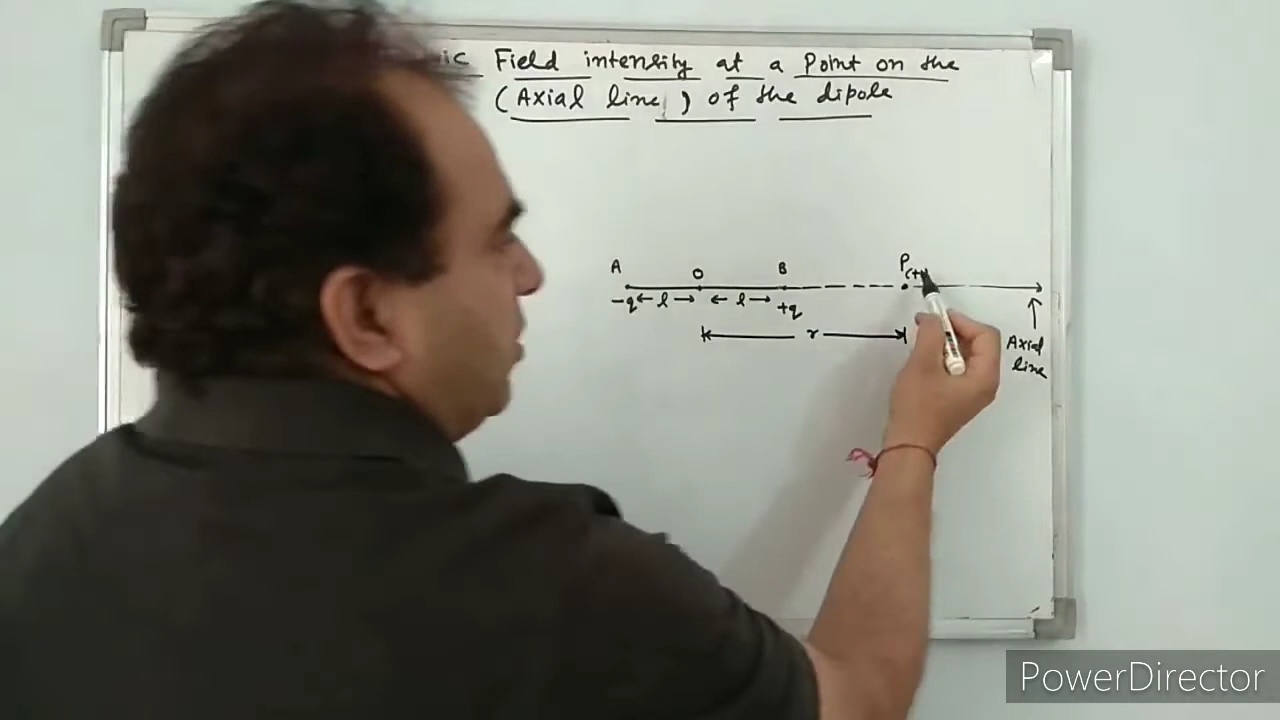 Field intensity at a Point on the
(Axial line) of the dipole
A O B P
-q ← l → ← l → +q
r
Axial
line
PowerDirector